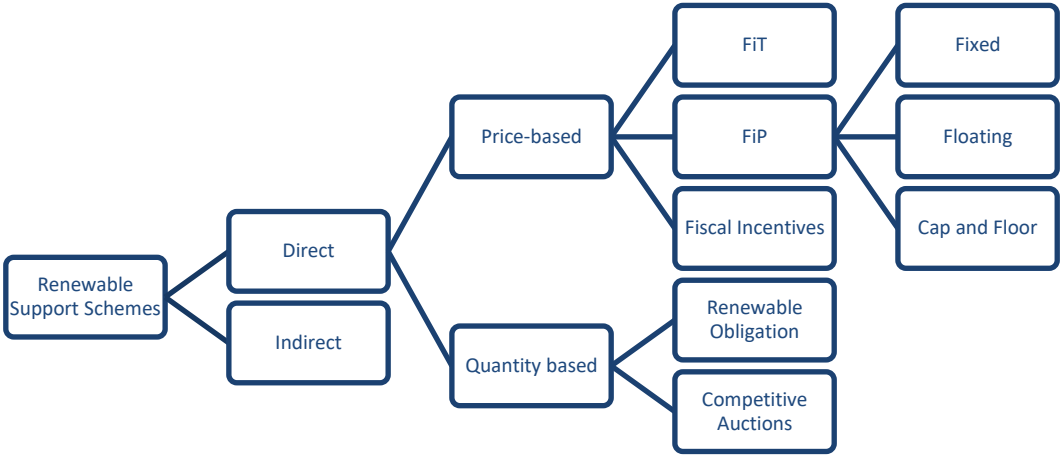 Renewable
Support Schemes
Direct
Indirect
Price-based
Quantity based
FiT
FiP
Fiscal Incentives
Renewable
Obligation
Competitive
Auctions
Fixed
Floating
Cap and Floor